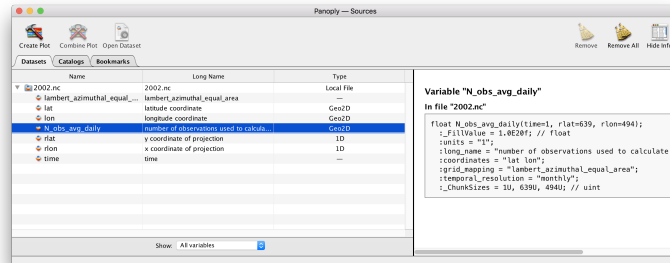 Panoply — Sources
Create Plot Combine Plot Open Dataset Remove Remove All Hide Info
Datasets Catalogs Bookmarks
Name Long Name Type
2002.nc 2002.nc Local File
lambert_azimuthal_equal_... lambert_azimuthal_equal_area —
lat latitude coordinate Geo2D
lon longitude coordinate Geo2D
N_obs_avg_daily number of observations used to calcula... Geo2D
rlat y coordinate of projection 1D
rlon x coordinate of projection 1D
time time —
Show: All variables
Variable "N_obs_avg_daily"
In file "2002.nc"
float N_obs_avg_daily(time=1, rlat=639, rlon=494);
:_FillValue = 1.0E20f; // float
:units = "1";
:long_name = "number of observations used to calculate
:coordinates = "lat lon";
:grid_mapping = "lambert_azimuthal_equal_area";
:temporal_resolution = "monthly";
:_ChunkSizes = 1U, 639U, 494U; // uint